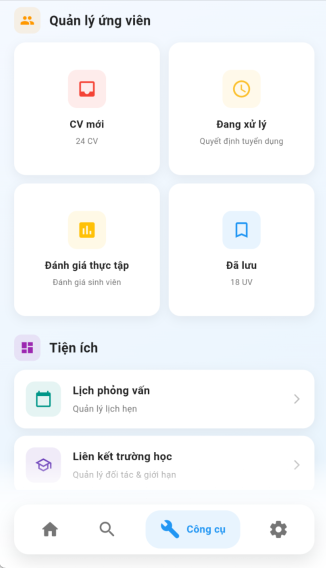 Quản lý ứng viên
CV mới
24 CV
Đang xử lý
Quyết định tuyển dụng
Đánh giá thực tập
Đánh giá sinh viên
Đã lưu
18 UV
Tiện ích
Lịch phỏng vấn
Quản lý lịch hẹn
Liên kết trường học
Quản lý đối tác & giới hạn
Công cụ